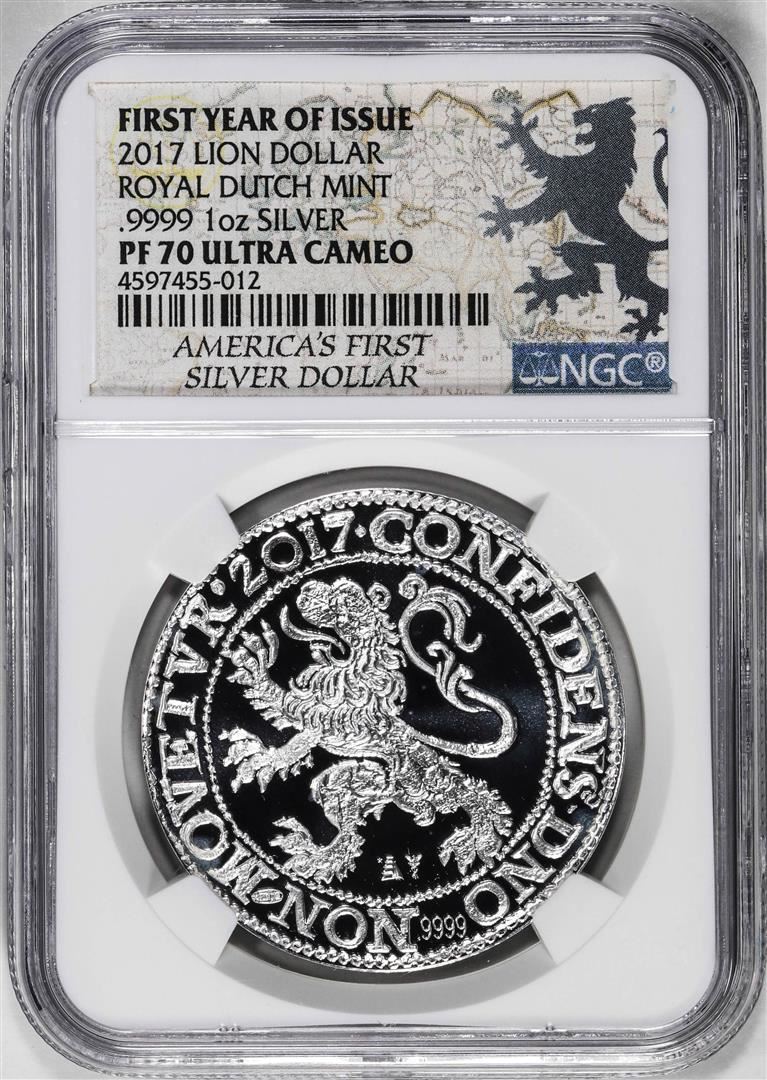 FIRST YEAR OF ISSUE
2017 LION DOLLAR
ROYAL DUTCH MINT
.9999 1oz SILVER
PF 70 ULTRA CAMEO
4597455-012
AMERICA'S FIRST
SILVER DOLLAR
NGC®
·2017·CONFIDENS·DNO·NON·MOVETVR·
.9999